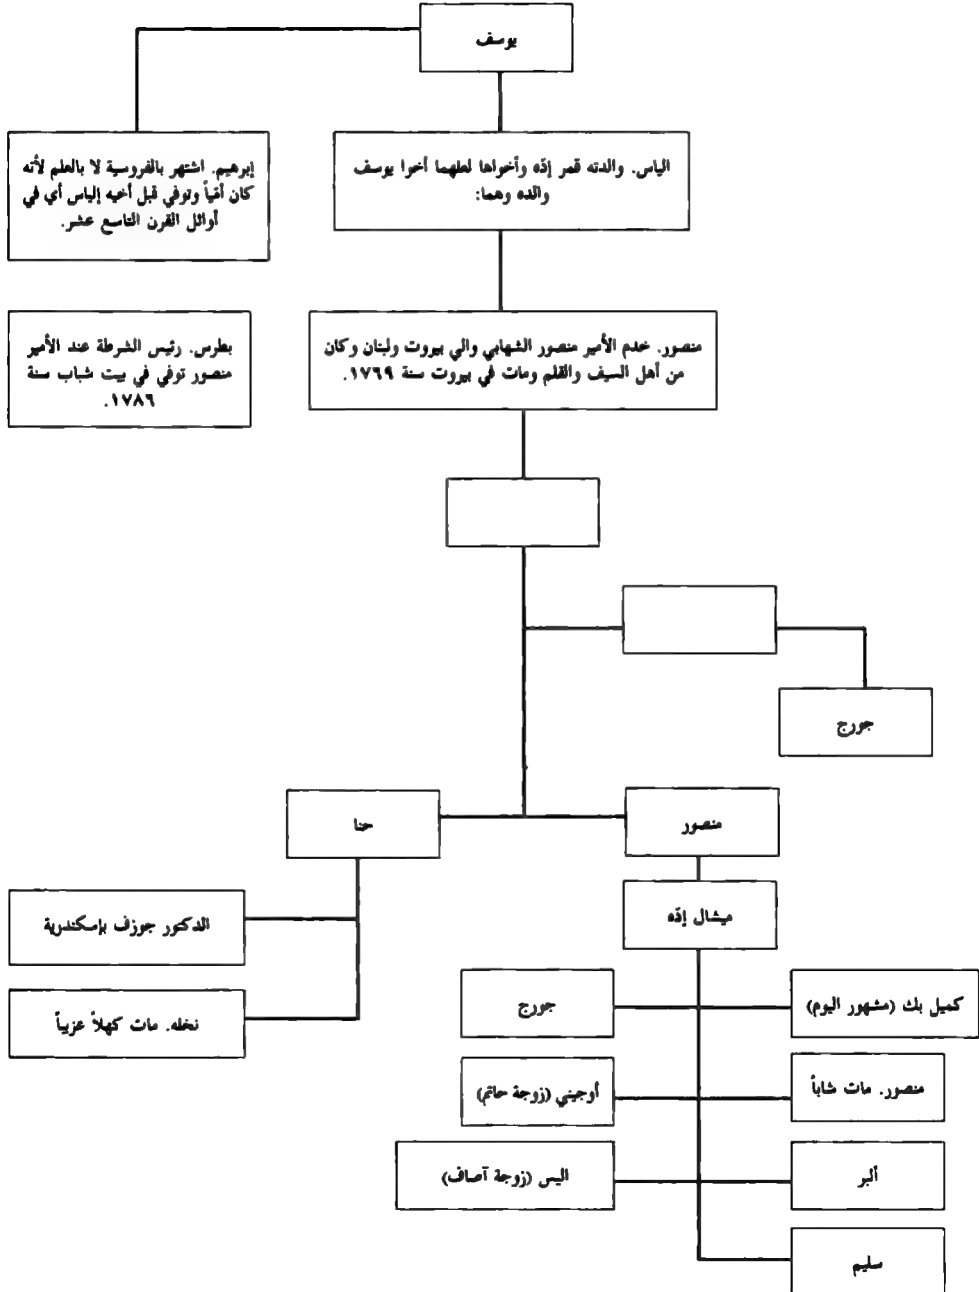 يوسف
الياس. والدته قمر إدّه وأخواها لعلهما أخوا يوسف
والده وهما:
إبرهيم. اشتهر بالفروسية لا بالعلم لأنه
كان أمّياً وتوفي قبل أخيه إلياس أي في
أوائل القرن التاسع عشر.
منصور. خدم الأمير منصور الشهابي والي بيروت ولبنان وكان
من أهل السيف والقلم ومات في بيروت سنة ١٧٦٩.
بطرس. رئيس الشرطة عند الأمير
منصور توفي في بيت شباب سنة
١٧٨٦.
جورج
منصور
حنا
ميشال إدّه
الدكتور جوزف بإسكندرية
نخله. مات كهلاً عزيباً
كميل بك (مشهور اليوم)
جورج
منصور. مات شاباً
أوجيني (زوجة حاتم)
ألبر
اليس (زوجة آصاف)
سليم